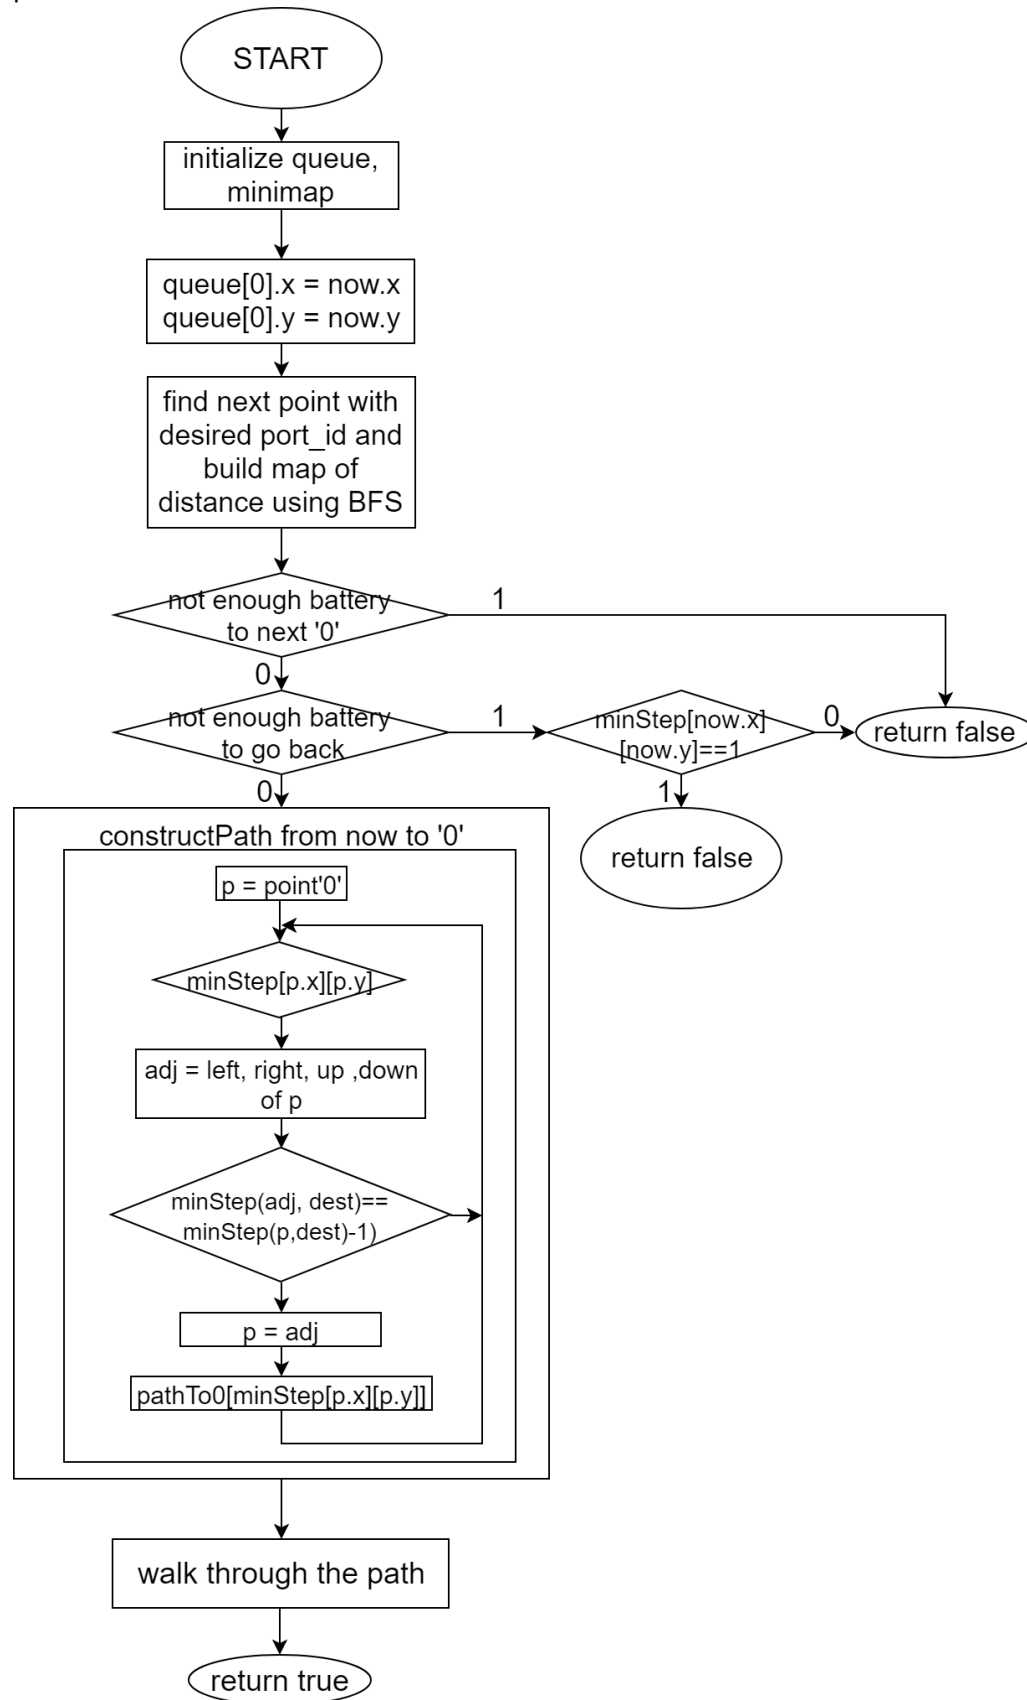 START
initialize queue,
minimap
queue[0].x = now.x
queue[0].y = now.y
find next point with
desired port_id and
build map of
distance using BFS
not enough battery
to next '0'
1
0
not enough battery
to go back
1
minStep[now.x]
[now.y]==1
0
return false
0
1
return false
constructPath from now to '0'
p = point'0'
minStep[p.x][p.y]
adj = left, right, up ,down
of p
minStep(adj, dest)==
minStep(p,dest)-1)
p = adj
pathTo0[minStep[p.x][p.y]]
walk through the path
return true